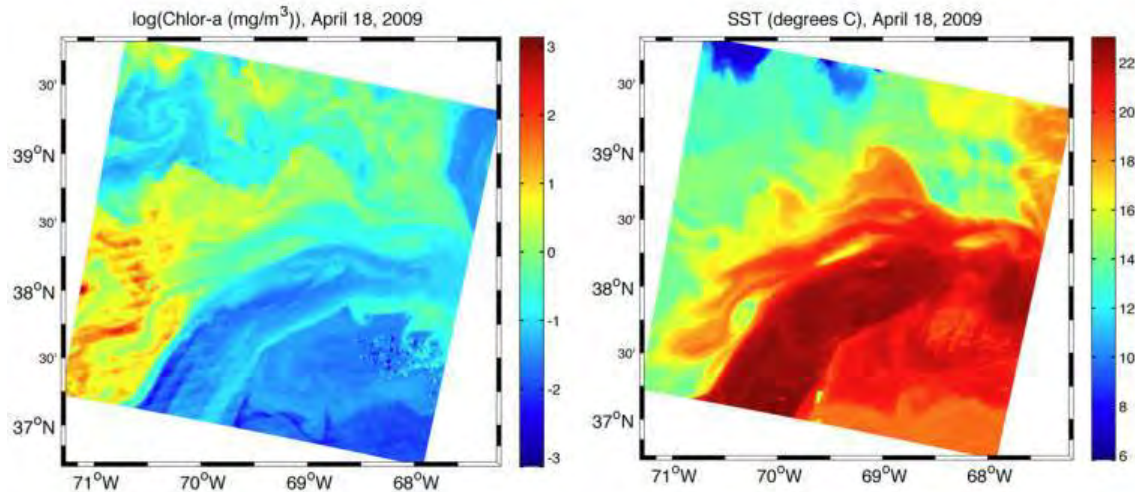 log(Chlor-a (mg/m³)), April 18, 2009
3
2
1
0
-1
-2
-3
30'
39°N
30'
38°N
30'
37°N
71°W
70°W
69°W
68°W
SST (degrees C), April 18, 2009
22
20
18
16
14
12
10
8
6
30'
39°N
30'
38°N
30'
37°N
71°W
70°W
69°W
68°W